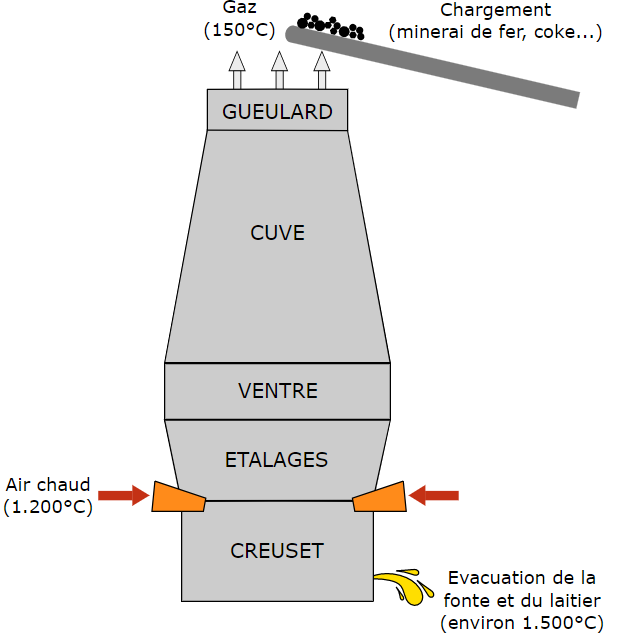 Gaz
(150°C)
Chargement
(minerai de fer, coke...)
GUEULARD
CUVE
VENTRE
ETALAGES
Air chaud
(1.200°C)
CREUSET
Evacuation de la
fonte et du laitier
(environ 1.500°C)